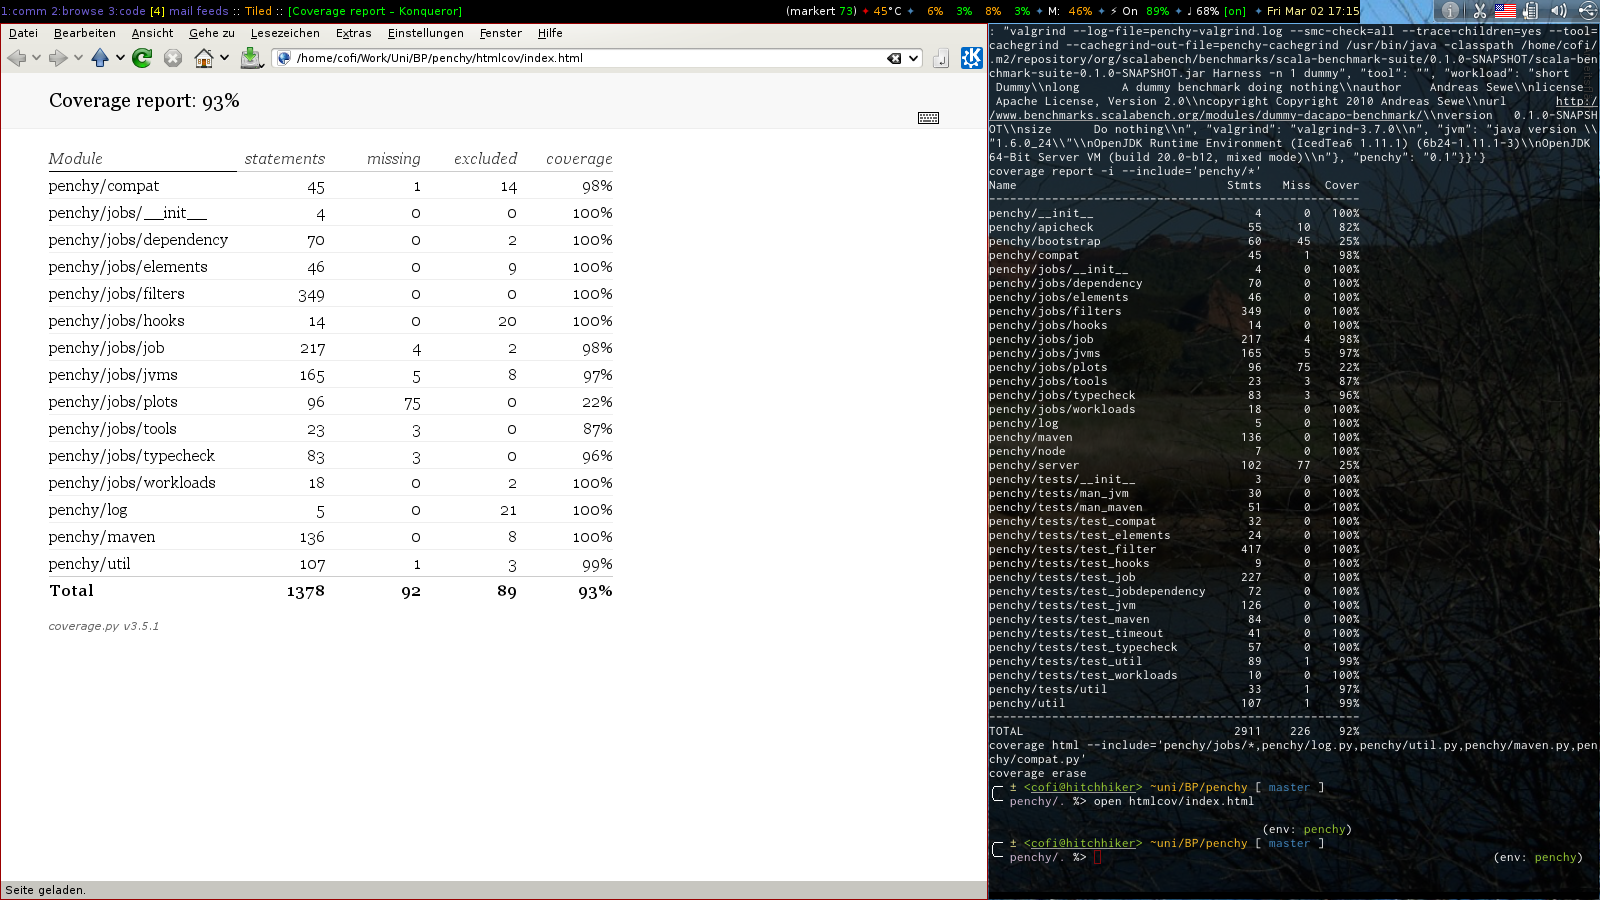 1:comm 2:browse 3:code [4] mail feeds :: Tiled :: [Coverage report - Konqueror]
(markert 73) ✦ 45°C ✦ 6% 3% 8% 3% ✦ M: 46% ✦ ⚡ On 89% ✦ ♩ 68% [on] ✦ Fri Mar 02 17:15
Datei Bearbeiten Ansicht Gehe zu Lesezeichen Extras Einstellungen Fenster Hilfe
/home/cofi/Work/Uni/BP/penchy/htmlcov/index.html
Coverage report: 93%
Module statements missing excluded coverage
penchy/compat 45 1 14 98%
penchy/jobs/__init__ 4 0 0 100%
penchy/jobs/dependency 70 0 2 100%
penchy/jobs/elements 46 0 9 100%
penchy/jobs/filters 349 0 0 100%
penchy/jobs/hooks 14 0 20 100%
penchy/jobs/job 217 4 2 98%
penchy/jobs/jvms 165 5 8 97%
penchy/jobs/plots 96 75 0 22%
penchy/jobs/tools 23 3 0 87%
penchy/jobs/typecheck 83 3 0 96%
penchy/jobs/workloads 18 0 2 100%
penchy/log 5 0 21 100%
penchy/maven 136 0 8 100%
penchy/util 107 1 3 99%
Total 1378 92 89 93%
coverage.py v3.5.1
Seite geladen.
: "valgrind --log-file=penchy-valgrind.log --smc-check=all --trace-children=yes --tool=
cachegrind --cachegrind-out-file=penchy-cachegrind /usr/bin/java -classpath /home/cofi/
.m2/repository/org/scalabench/benchmarks/scala-benchmark-suite/0.1.0-SNAPSHOT/scala-ben
chmark-suite-0.1.0-SNAPSHOT.jar Harness -n 1 dummy", "tool": "", "workload": "short
Dummy\\nlong A dummy benchmark doing nothing\\nauthor Andreas Sewe\\nlicense
Apache License, Version 2.0\\ncopyright Copyright 2010 Andreas Sewe\\nurl http:/
/www.benchmarks.scalabench.org/modules/dummy-dacapo-benchmark/\\nversion 0.1.0-SNAPSH
OT\\nsize Do nothing\\n", "valgrind": "valgrind-3.7.0\\n", "jvm": "java version \\
"1.6.0_24\\"\\nOpenJDK Runtime Environment (IcedTea6 1.11.1) (6b24-1.11.1-3)\\nOpenJDK
64-Bit Server VM (build 20.0-b12, mixed mode)\\n"}, "penchy": "0.1"}}'}
coverage report -i --include='penchy/*'
Name Stmts Miss Cover
-----------------------------------------------------
penchy/__init__ 4 0 100%
penchy/apicheck 55 10 82%
penchy/bootstrap 60 45 25%
penchy/compat 45 1 98%
penchy/jobs/__init__ 4 0 100%
penchy/jobs/dependency 70 0 100%
penchy/jobs/elements 46 0 100%
penchy/jobs/filters 349 0 100%
penchy/jobs/hooks 14 0 100%
penchy/jobs/job 217 4 98%
penchy/jobs/jvms 165 5 97%
penchy/jobs/plots 96 75 22%
penchy/jobs/tools 23 3 87%
penchy/jobs/typecheck 83 3 96%
penchy/jobs/workloads 18 0 100%
penchy/log 5 0 100%
penchy/maven 136 0 100%
penchy/node 7 0 100%
penchy/server 102 77 25%
penchy/tests/__init__ 3 0 100%
penchy/tests/man_jvm 30 0 100%
penchy/tests/man_maven 51 0 100%
penchy/tests/test_compat 32 0 100%
penchy/tests/test_elements 24 0 100%
penchy/tests/test_filter 417 0 100%
penchy/tests/test_hooks 9 0 100%
penchy/tests/test_job 227 0 100%
penchy/tests/test_jobdependency 72 0 100%
penchy/tests/test_jvm 126 0 100%
penchy/tests/test_maven 84 0 100%
penchy/tests/test_timeout 41 0 100%
penchy/tests/test_typecheck 57 0 100%
penchy/tests/test_util 89 1 99%
penchy/tests/test_workloads 10 0 100%
penchy/tests/util 33 1 97%
penchy/util 107 1 99%
-----------------------------------------------------
TOTAL 2911 226 92%
coverage html --include='penchy/jobs/*,penchy/log.py,penchy/util.py,penchy/maven.py,pen
chy/compat.py'
coverage erase
± <cofi@hitchhiker> ~uni/BP/penchy [ master ]
penchy/. %> open htmlcov/index.html
(env: penchy)
± <cofi@hitchhiker> ~uni/BP/penchy [ master ]
penchy/. %> (env: penchy)